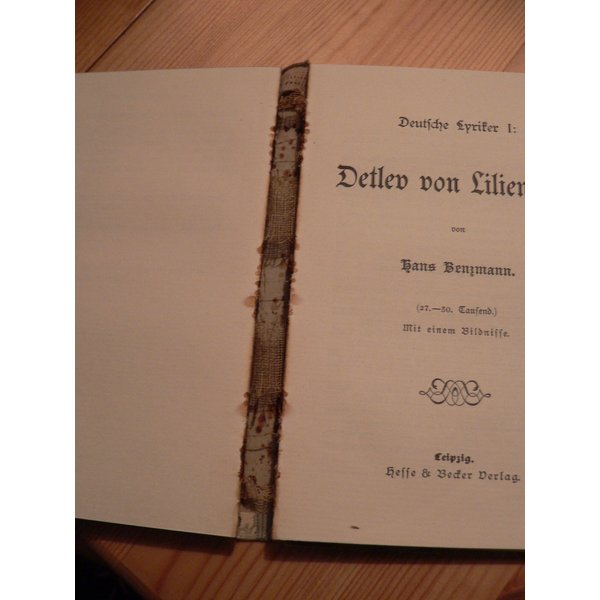 Deutsche Lyriker I:
Detlev von Lilien
von
Hans Benzmann.
(27.—30. Tausend.)
Mit einem Bildnisse.
Leipzig.
Hesse & Becker Verlag.